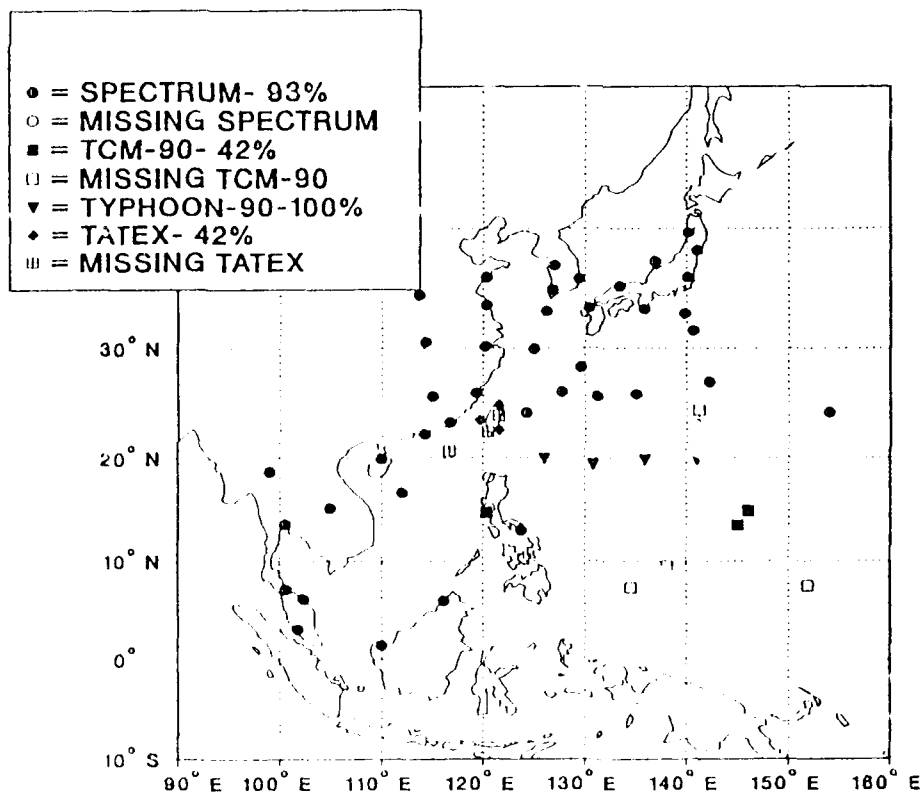 ● = SPECTRUM- 93%
○ = MISSING SPECTRUM
■ = TCM-90- 42%
□ = MISSING TCM-90
▼ = TYPHOON-90-100%
◆ = TATEX- 42%
= MISSING TATEX
30° N
20° N
10° N
0°
10° S
90° E 100° E 110° E 120° E 130° E 140° E 150° E 160° E